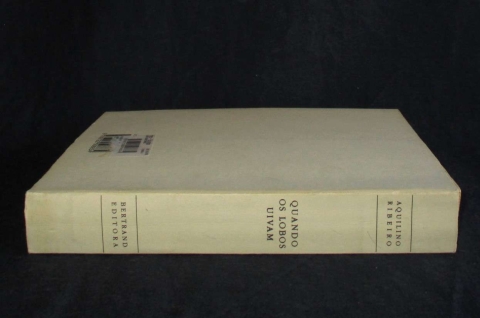 AQUILINO
RIBEIRO
QUANDO
OS LOBOS
UIVAM
BERTRAND
EDITORA